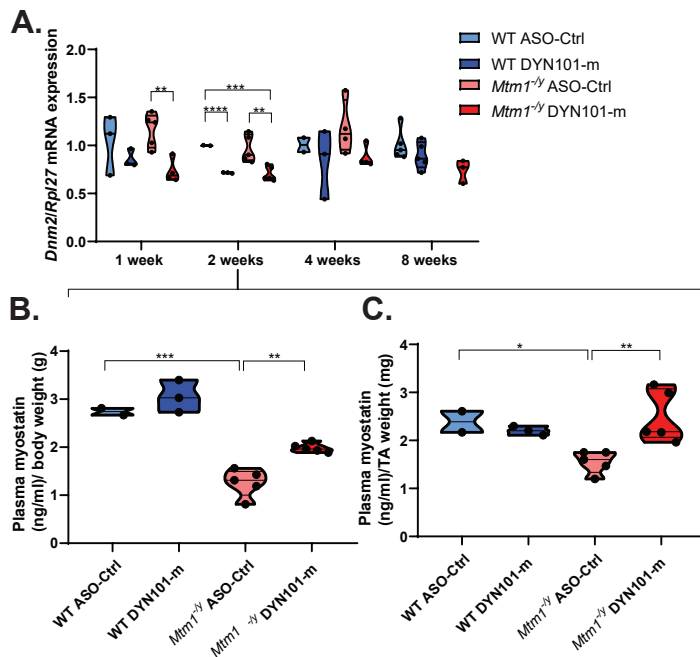 A.
WT ASO-Ctrl
WT DYN101-m
Mtm1-/y ASO-Ctrl
Mtm1-/y DYN101-m
Dnm2/Rpl27 mRNA expression
2.0
1.5
1.0
0.5
0.0
**
***
****
**
1 week
2 weeks
4 weeks
8 weeks
B.
Plasma myostatin
(ng/ml)/ body weight (g)
4
3
2
1
0
***
**
WT ASO-Ctrl
WT DYN101-m
Mtm1-/y ASO-Ctrl
Mtm1 -/y DYN101-m
C.
Plasma myostatin
(ng/ml)/TA weight (mg)
4
3
2
1
0
*
**
WT ASO-Ctrl
WT DYN101-m
Mtm1-/y ASO-Ctrl
Mtm1-/y DYN101-m